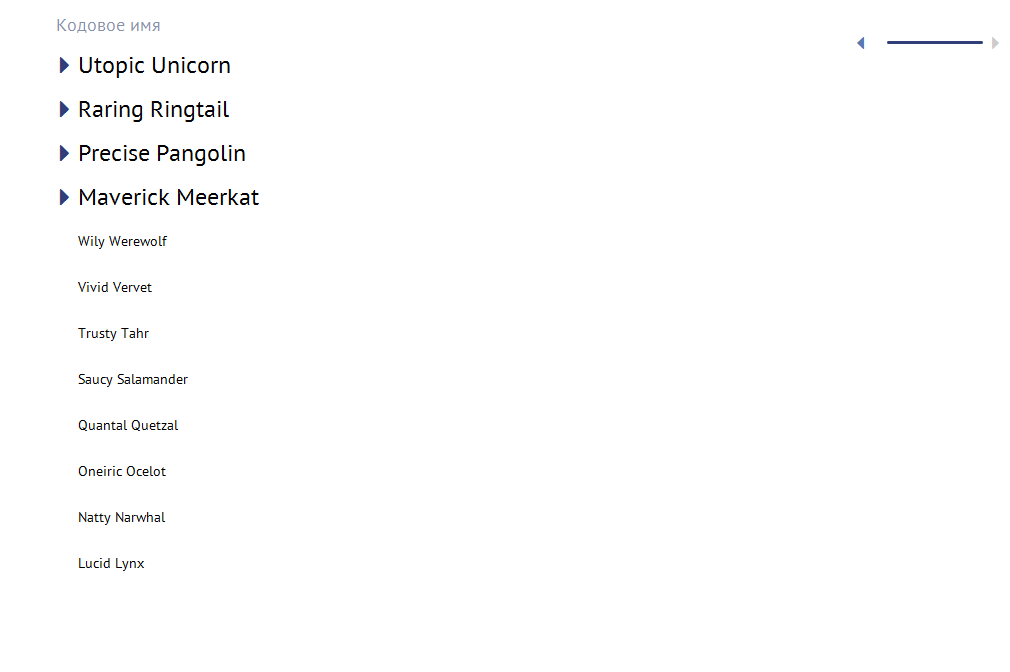 Кодовое имя
Utopic Unicorn
Raring Ringtail
Precise Pangolin
Maverick Meerkat
Wily Werewolf
Vivid Vervet
Trusty Tahr
Saucy Salamander
Quantal Quetzal
Oneiric Ocelot
Natty Narwhal
Lucid Lynx